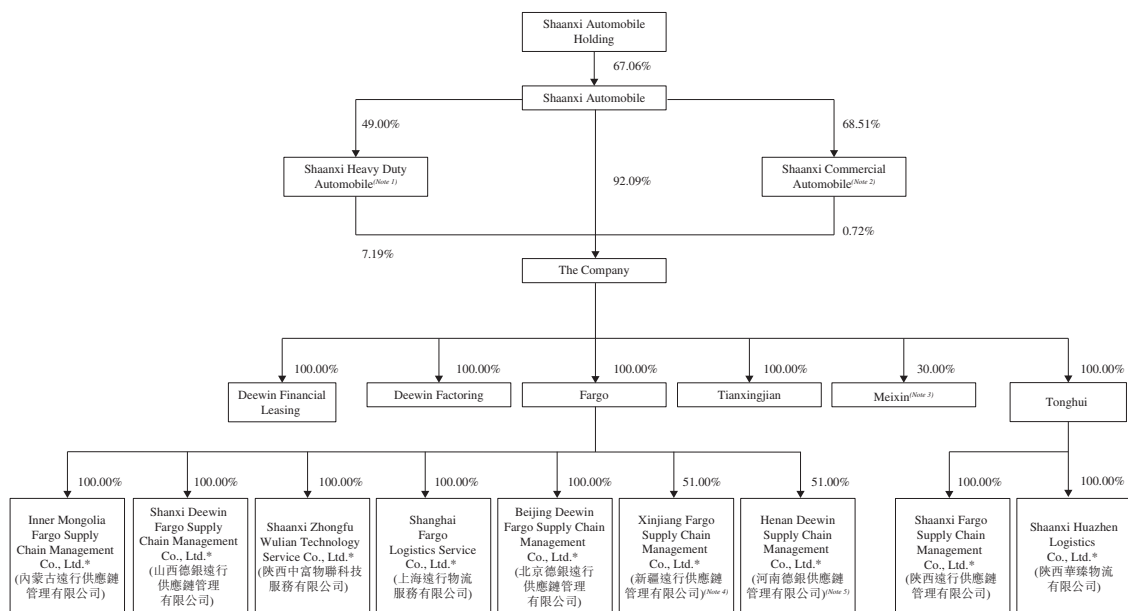 Shaanxi Automobile
Holding
67.06%
Shaanxi Automobile
49.00%
68.51%
Shaanxi Heavy Duty
Automobile(Note 1)
92.09%
Shaanxi Commercial
Automobile(Note 2)
7.19%
0.72%
The Company
100.00%
100.00%
100.00%
100.00%
30.00%
100.00%
Deewin Financial
Leasing
Deewin Factoring
Fargo
Tianxingjian
Meixin(Note 3)
Tonghui
100.00%
100.00%
100.00%
100.00%
100.00%
51.00%
51.00%
100.00%
100.00%
Inner Mongolia
Fargo Supply
Chain Management
Co., Ltd.*
(內蒙古遠行供應鏈
管理有限公司)
Shanxi Deewin
Fargo Supply
Chain Management
Co., Ltd.*
(山西德銀遠行
供應鏈管理
有限公司)
Shaanxi Zhongfu
Wulian Technology
Service Co., Ltd.*
(陝西中富物聯科技
服務有限公司)
Shanghai
Fargo
Logistics Service
Co., Ltd.*
(上海遠行物流
服務有限公司)
Beijing Deewin
Fargo Supply Chain
Management
Co., Ltd.*
(北京德銀遠行
供應鏈管理
有限公司)
Xinjiang Fargo
Supply Chain
Management
Co., Ltd.*
(新疆遠行供應鏈
管理有限公司)(Note 4)
Henan Deewin
Supply Chain
Management
Co., Ltd.*
(河南德銀供應鏈
管理有限公司)(Note 5)
Shaanxi Fargo
Supply Chain
Management
Co., Ltd.*
(陝西遠行供應鏈
管理有限公司)
Shaanxi Huazhen
Logistics
Co., Ltd.*
(陝西華臻物流
有限公司)